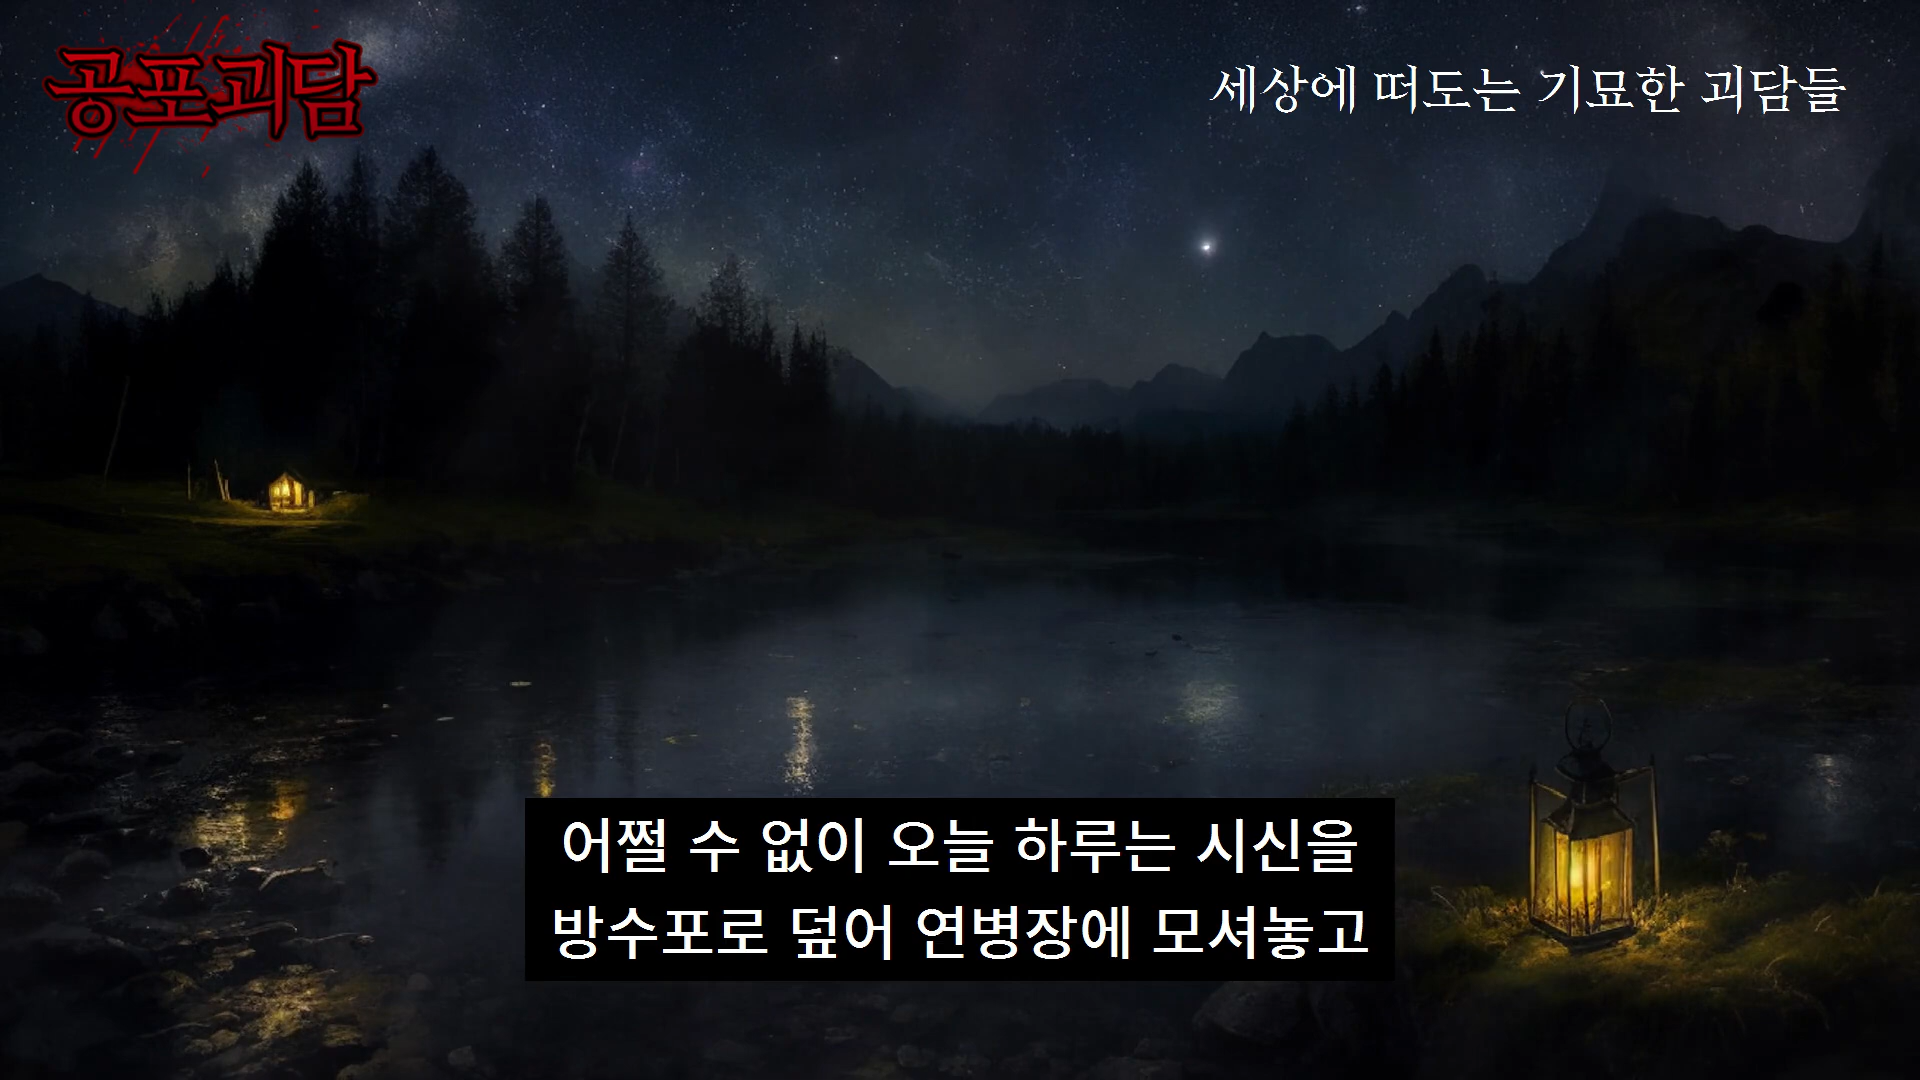 공포괴담
세상에 떠도는 기묘한 괴담들
어쩔 수 없이 오늘 하루는 시신을
방수포로 덮어 연병장에 모셔놓고